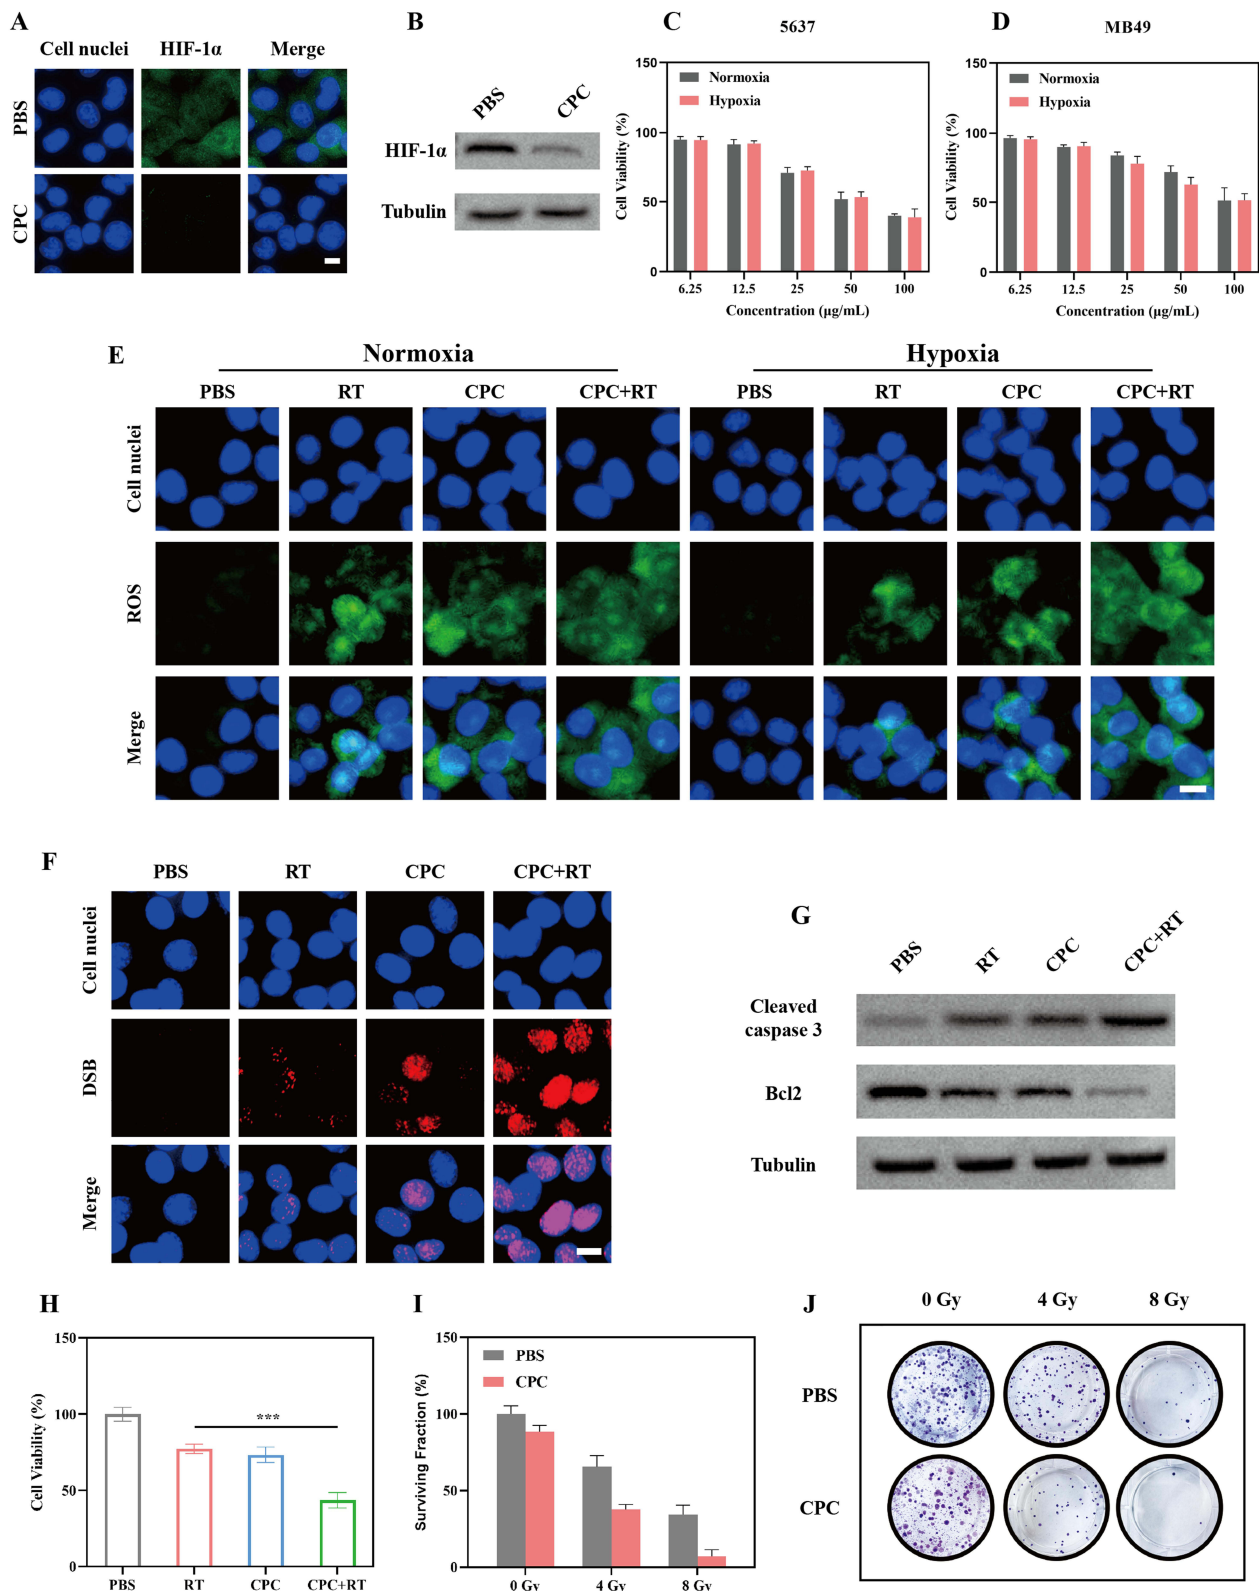 A
Cell nuclei HIF-1α Merge
PBS
CPC
B
PBS CPC
HIF-1α
Tubulin
C
5637
Normoxia
Hypoxia
Cell Viability (%)
150
100
50
0
6.25 12.5 25 50 100
Concentration (μg/mL)
D
MB49
Normoxia
Hypoxia
Cell Viability (%)
150
100
50
0
6.25 12.5 25 50 100
Concentration (μg/mL)
E
Normoxia Hypoxia
PBS RT CPC CPC+RT PBS RT CPC CPC+RT
Cell nuclei
ROS
Merge
F
PBS RT CPC CPC+RT
Cell nuclei
DSB
Merge
G
PBS RT CPC CPC+RT
Cleaved
caspase 3
Bcl2
Tubulin
H
Cell Viability (%)
150
100
50
0
***
PBS RT CPC CPC+RT
I
Surviving Fraction (%)
150
100
50
0
PBS
CPC
0 Gy 4 Gy 8 Gy
J
0 Gy 4 Gy 8 Gy
PBS
CPC